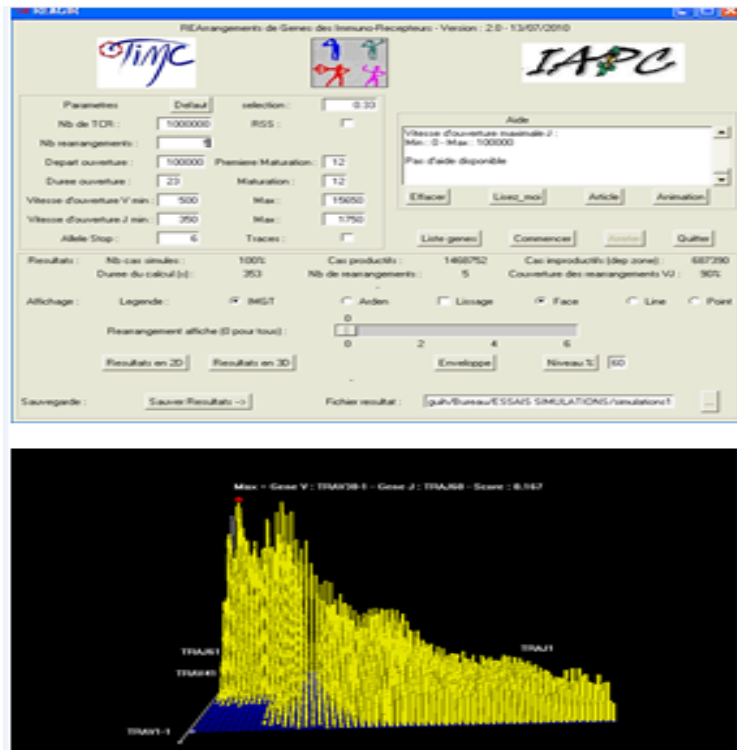 REAGIR
REArrangements de Genes des Immuno-Recepteurs - Version : 2.0 - 13/07/2010
TIMC
IAPC
Parametres Defaut selection : 0.33
Nb de TCR : 1000000 RSS :
Nb rearrangements :
Depart ouverture : 100000 Premiere Maturation : 12
Duree ouverture : 23 Maturation : 12
Vitesse d'ouverture V min : 500 Max : 15650
Vitesse d'ouverture J min : 350 Max : 1750
Allele Stop : 6 Traces :
Aide
Vitesse d'ouverture maximale J :
Min : 0 - Max : 100000
Pas d'aide disponible
Effacer Lisez_moi Article Animation
Liste genes Commencer Arreter Quitter
Resultats : Nb cas simules : 100% Cas productifs : 1468752 Cas improductifs (dep zone) : 687390
Duree du calcul (s) : 353 Nb de rearrangements : 5 Couverture des rearrangements VJ : 90%
Affichage : Legende : IMGT Arden Lissage Face Line Point
0
Rearrangement affiche (0 pour tous) :
0 2 4 6
Resultats en 2D Resultats en 3D Enveloppe Niveau % 60
Sauvegarde : Sauver Resultats -> Fichier resultat : guilh/Bureau/ESSAIS SIMULATIONS/simulations1 ...
Max - Gene V : TRAV38-1 - Gene J : TRAJ60 - Score : 0.167
TRAJ61 TRAJ1
TRAV41
TRAV1-1